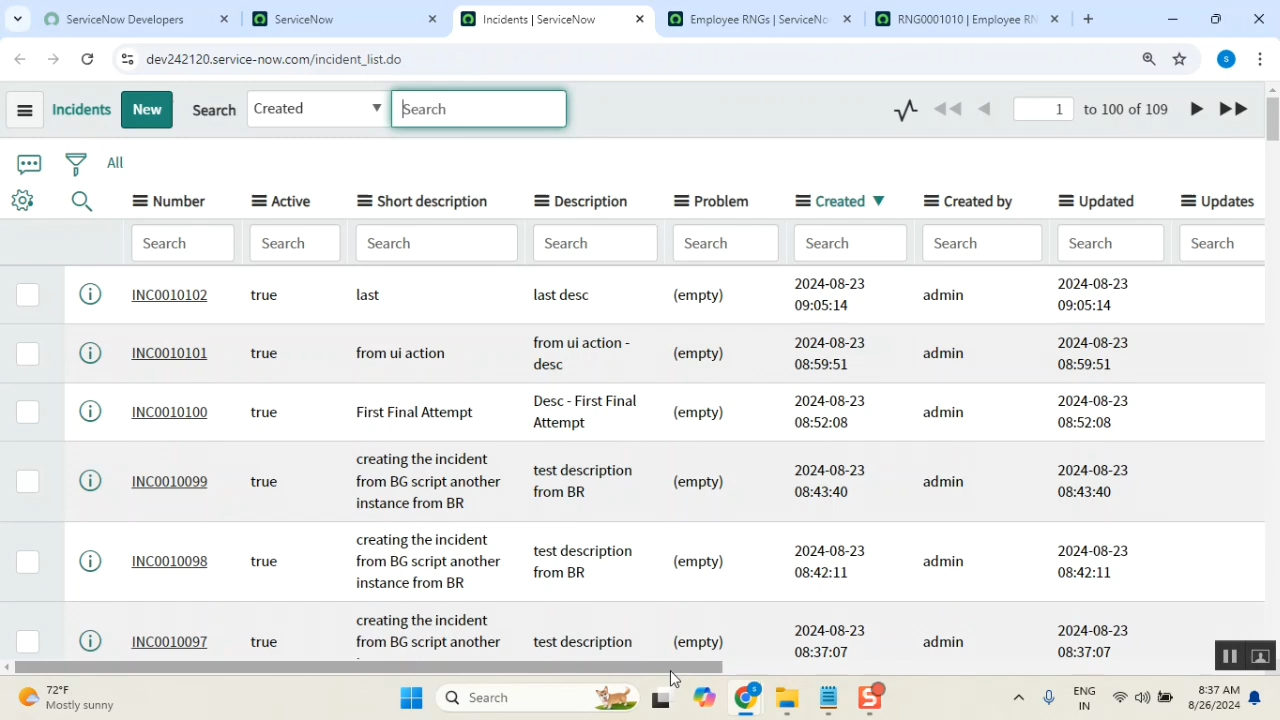 ServiceNow Developers
ServiceNow
Incidents | ServiceNow
Employee RNGs | ServiceNo
RNG0001010 | Employee RN
dev242120.service-now.com/incident_list.do
S
Incidents
New
Search
Created
Search
1
to 100 of 109
All
Number
Active
Short description
Description
Problem
Created
Created by
Updated
Updates
Search
Search
Search
Search
Search
Search
Search
Search
Search
INC0010102
true
last
last desc
(empty)
2024-08-23
09:05:14
admin
2024-08-23
09:05:14
INC0010101
true
from ui action
from ui action -
desc
(empty)
2024-08-23
08:59:51
admin
2024-08-23
08:59:51
INC0010100
true
First Final Attempt
Desc - First Final
Attempt
(empty)
2024-08-23
08:52:08
admin
2024-08-23
08:52:08
INC0010099
true
creating the incident
from BG script another
instance from BR
test description
from BR
(empty)
2024-08-23
08:43:40
admin
2024-08-23
08:43:40
INC0010098
true
creating the incident
from BG script another
instance from BR
test description
from BR
(empty)
2024-08-23
08:42:11
admin
2024-08-23
08:42:11
INC0010097
true
creating the incident
from BG script another
test description
(empty)
2024-08-23
08:37:07
admin
2024-08-23
08:37:07
72°F
Mostly sunny
Search
S
S
ENG
IN
8:37 AM
8/26/2024